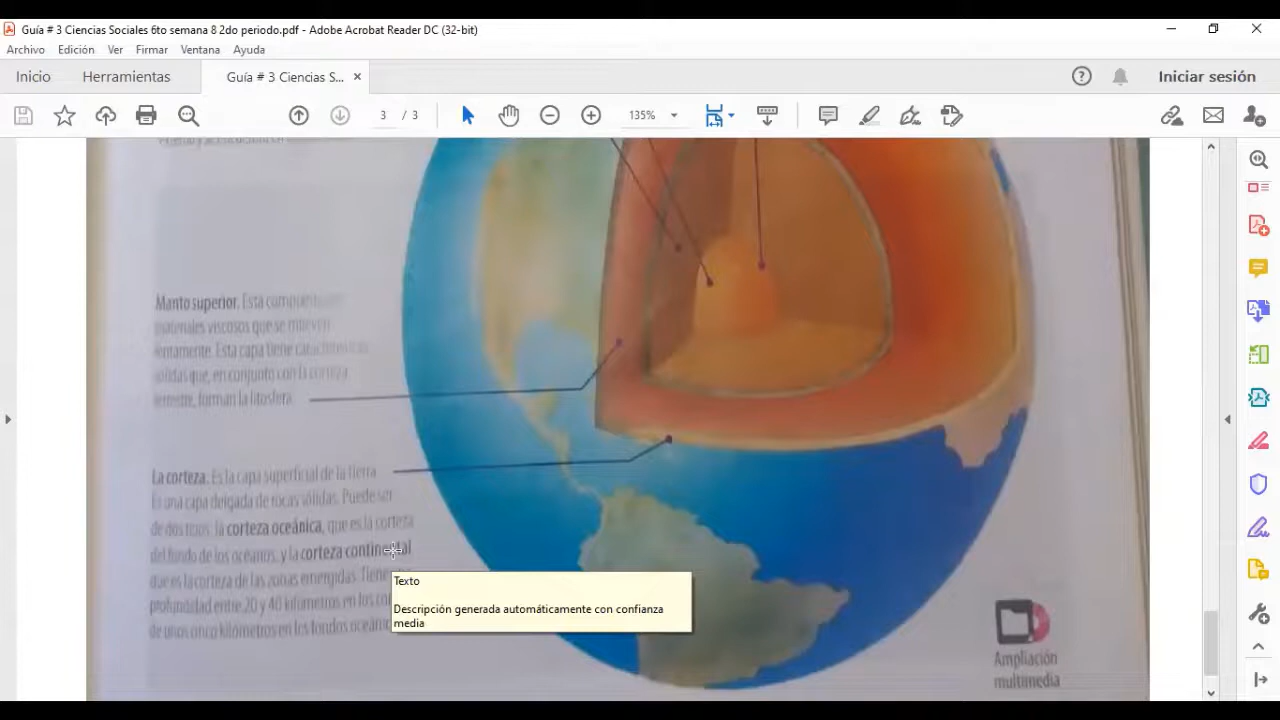 Guía # 3 Ciencias Sociales 6to semana 8 2do periodo.pdf - Adobe Acrobat Reader DC (32-bit)
Archivo Edición Ver Firmar Ventana Ayuda
Inicio Herramientas Guía # 3 Ciencias S... Iniciar sesión
3 / 3 135%
Manto superior. Esta compuesto
materiales viscosos que se mueven
lentamente. Esta capa tiene características
sólidas que, en conjunto con la corteza
terrestre, forman la litosfera
La corteza. Es la capa superficial de la tierra
Es una capa delgada de rocas sólidas. Puede ser
de dos tipos: la corteza oceánica, que es la corteza
del fondo de los océanos, y la corteza continental
que es la corteza de las zonas emergidas. Tiene
profundidad entre 20 y 40 kilómetros en los
de unos cinco kilómetros en los fondos
Texto
Descripción generada automáticamente con confianza
media
Ampliación
multimedia